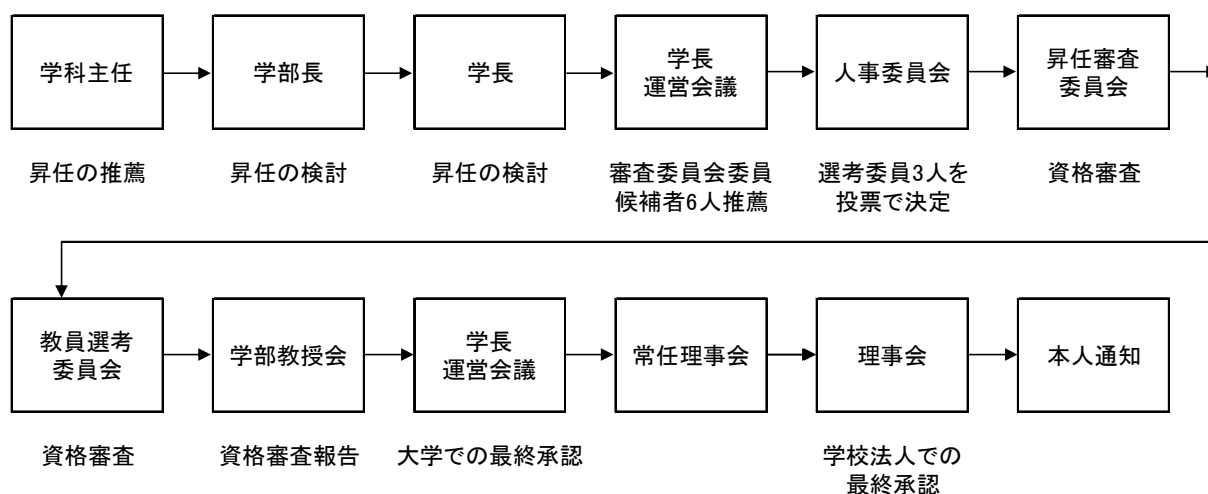 学科主任
学部長
学長
学長
運営会議
人事委員会
昇任審査
委員会
昇任の推薦
昇任の検討
昇任の検討
審査委員会委員
候補者6人推薦
選考委員3人を
投票で決定
資格審査
教員選考
委員会
学部教授会
学長
運営会議
常任理事会
理事会
本人通知
資格審査
資格審査報告
大学での最終承認
学校法人での
最終承認